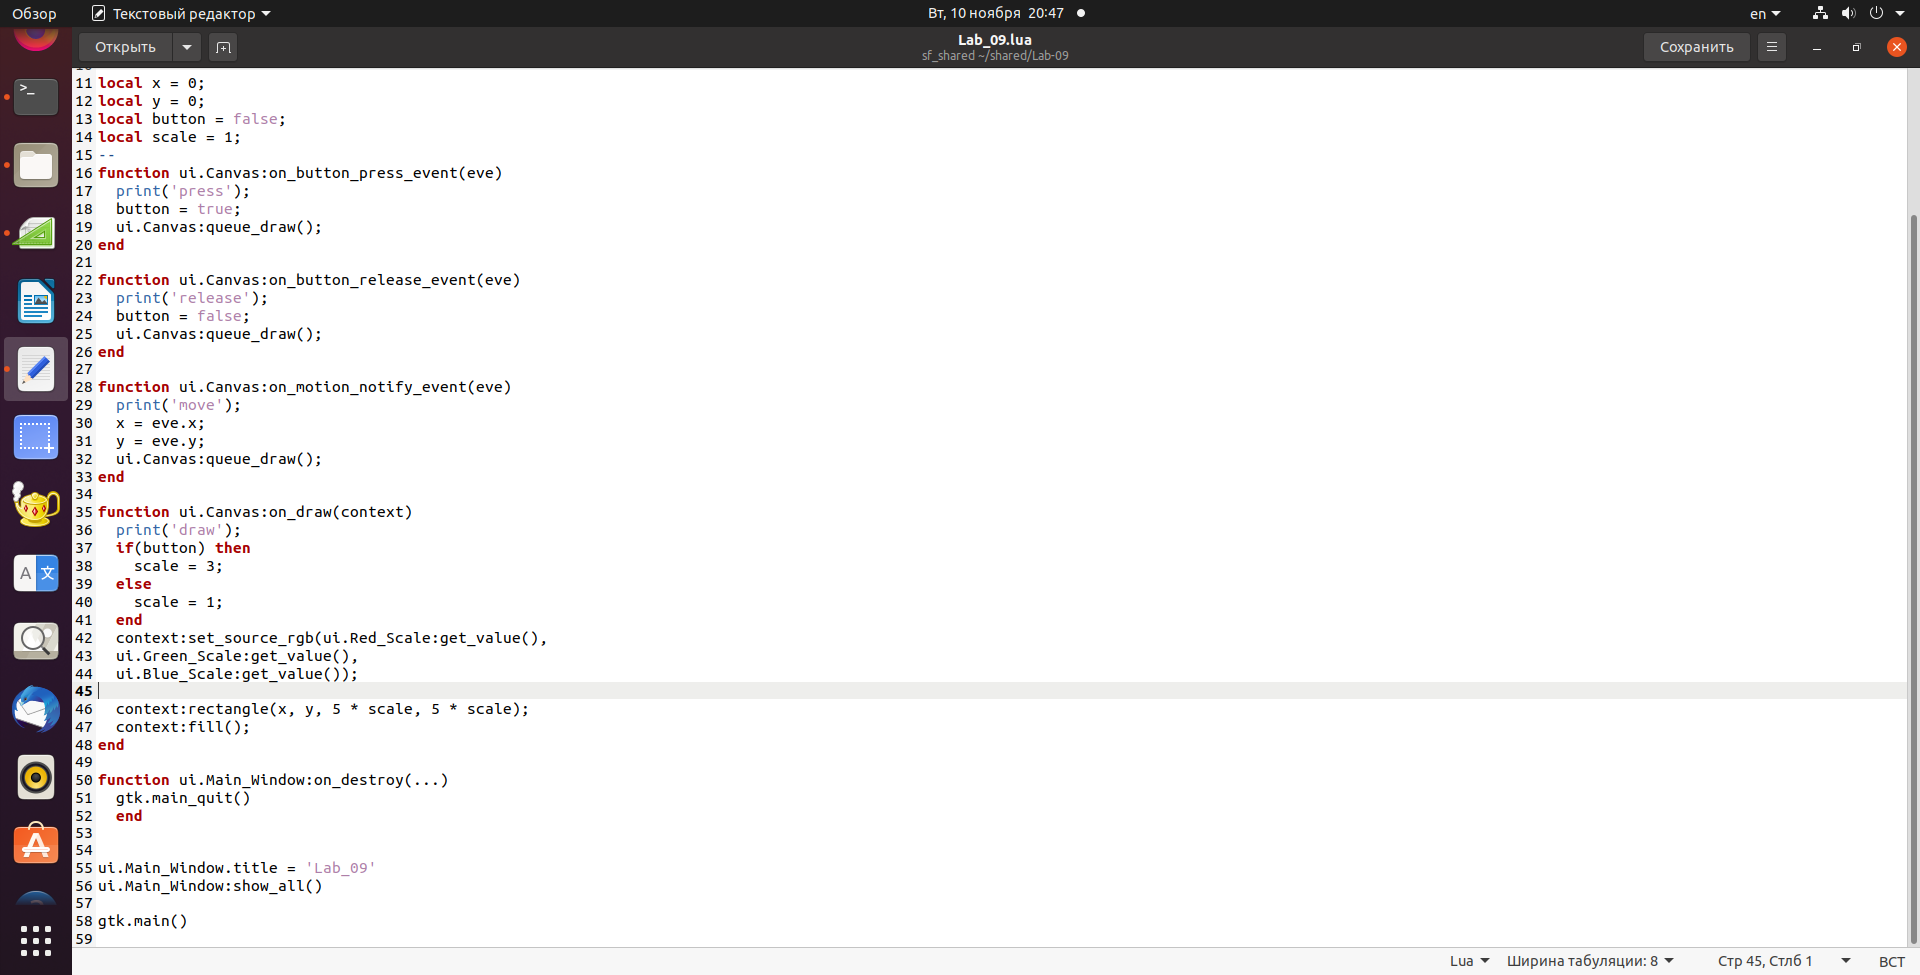 Обзор
Текстовый редактор
Вт, 10 ноября 20:47
en
Открыть
Lab_09.lua
sf_shared ~/shared/Lab-09
Сохранить
>_
A 文
11 local x = 0;
12 local y = 0;
13 local button = false;
14 local scale = 1;
15 --
16 function ui.Canvas:on_button_press_event(eve)
17 print('press');
18 button = true;
19 ui.Canvas:queue_draw();
20 end
21
22 function ui.Canvas:on_button_release_event(eve)
23 print('release');
24 button = false;
25 ui.Canvas:queue_draw();
26 end
27
28 function ui.Canvas:on_motion_notify_event(eve)
29 print('move');
30 x = eve.x;
31 y = eve.y;
32 ui.Canvas:queue_draw();
33 end
34
35 function ui.Canvas:on_draw(context)
36 print('draw');
37 if(button) then
38 scale = 3;
39 else
40 scale = 1;
41 end
42 context:set_source_rgb(ui.Red_Scale:get_value(),
43 ui.Green_Scale:get_value(),
44 ui.Blue_Scale:get_value());
45
46 context:rectangle(x, y, 5 * scale, 5 * scale);
47 context:fill();
48 end
49
50 function ui.Main_Window:on_destroy(...)
51 gtk.main_quit()
52 end
53
54
55 ui.Main_Window.title = 'Lab_09'
56 ui.Main_Window:show_all()
57
58 gtk.main()
59
Lua
Ширина табуляции: 8
Стр 45, Стлб 1
ВСТ